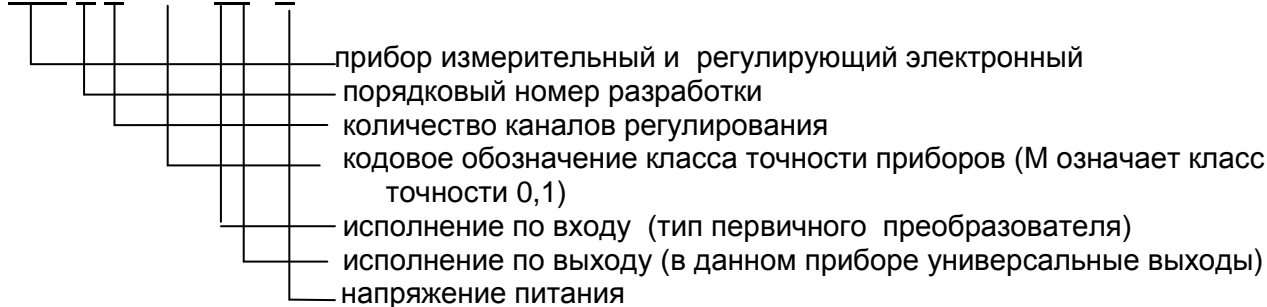 прибор измерительный и регулирующий электронный
порядковый номер разработки
количество каналов регулирования
кодовое обозначение класса точности приборов (М означает класс
точности 0,1)
исполнение по входу (тип первичного преобразователя)
исполнение по выходу (в данном приборе универсальные выходы)
напряжение питания